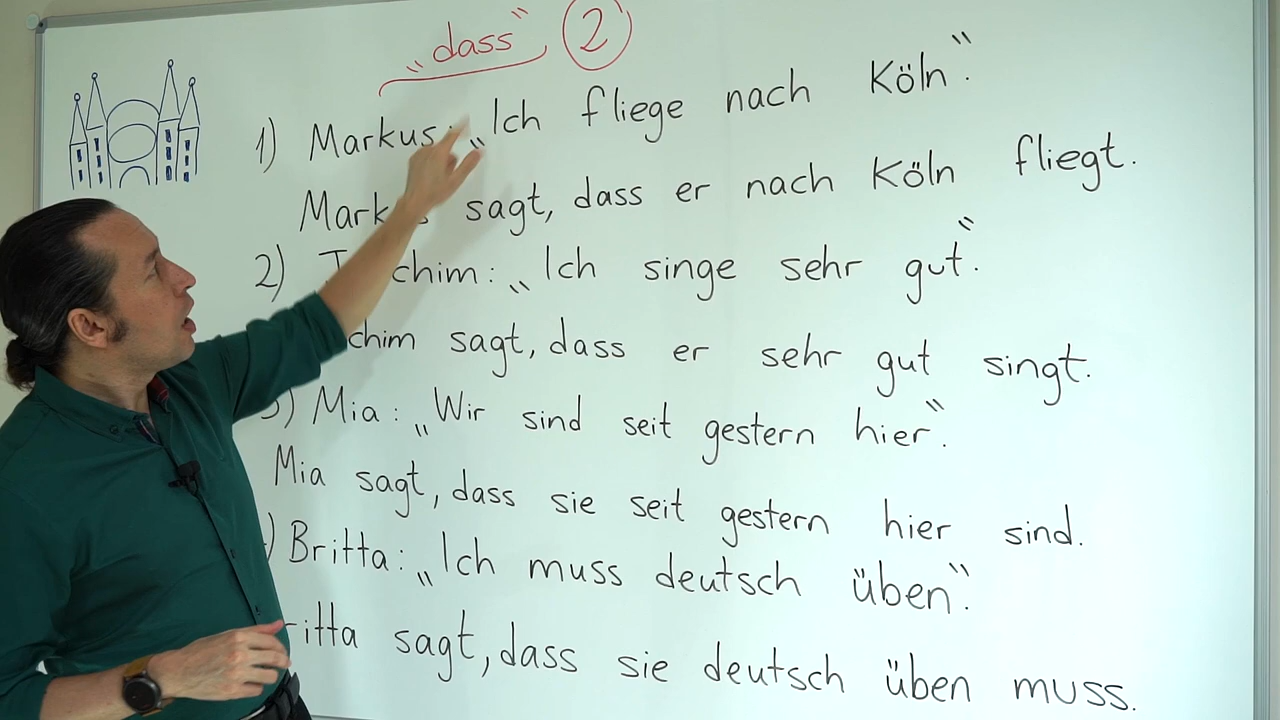 „dass“ 2
1) Markus: „Ich fliege nach Köln“.
sagt, dass er nach Köln fliegt.
2) „Ich singe sehr gut“.
sagt, dass er sehr gut singt.
3) Mia: „Wir sind seit gestern hier“.
Mia sagt, dass sie seit gestern hier sind.
) Britta: „Ich muss deutsch üben“.
sagt, dass sie deutsch üben muss.